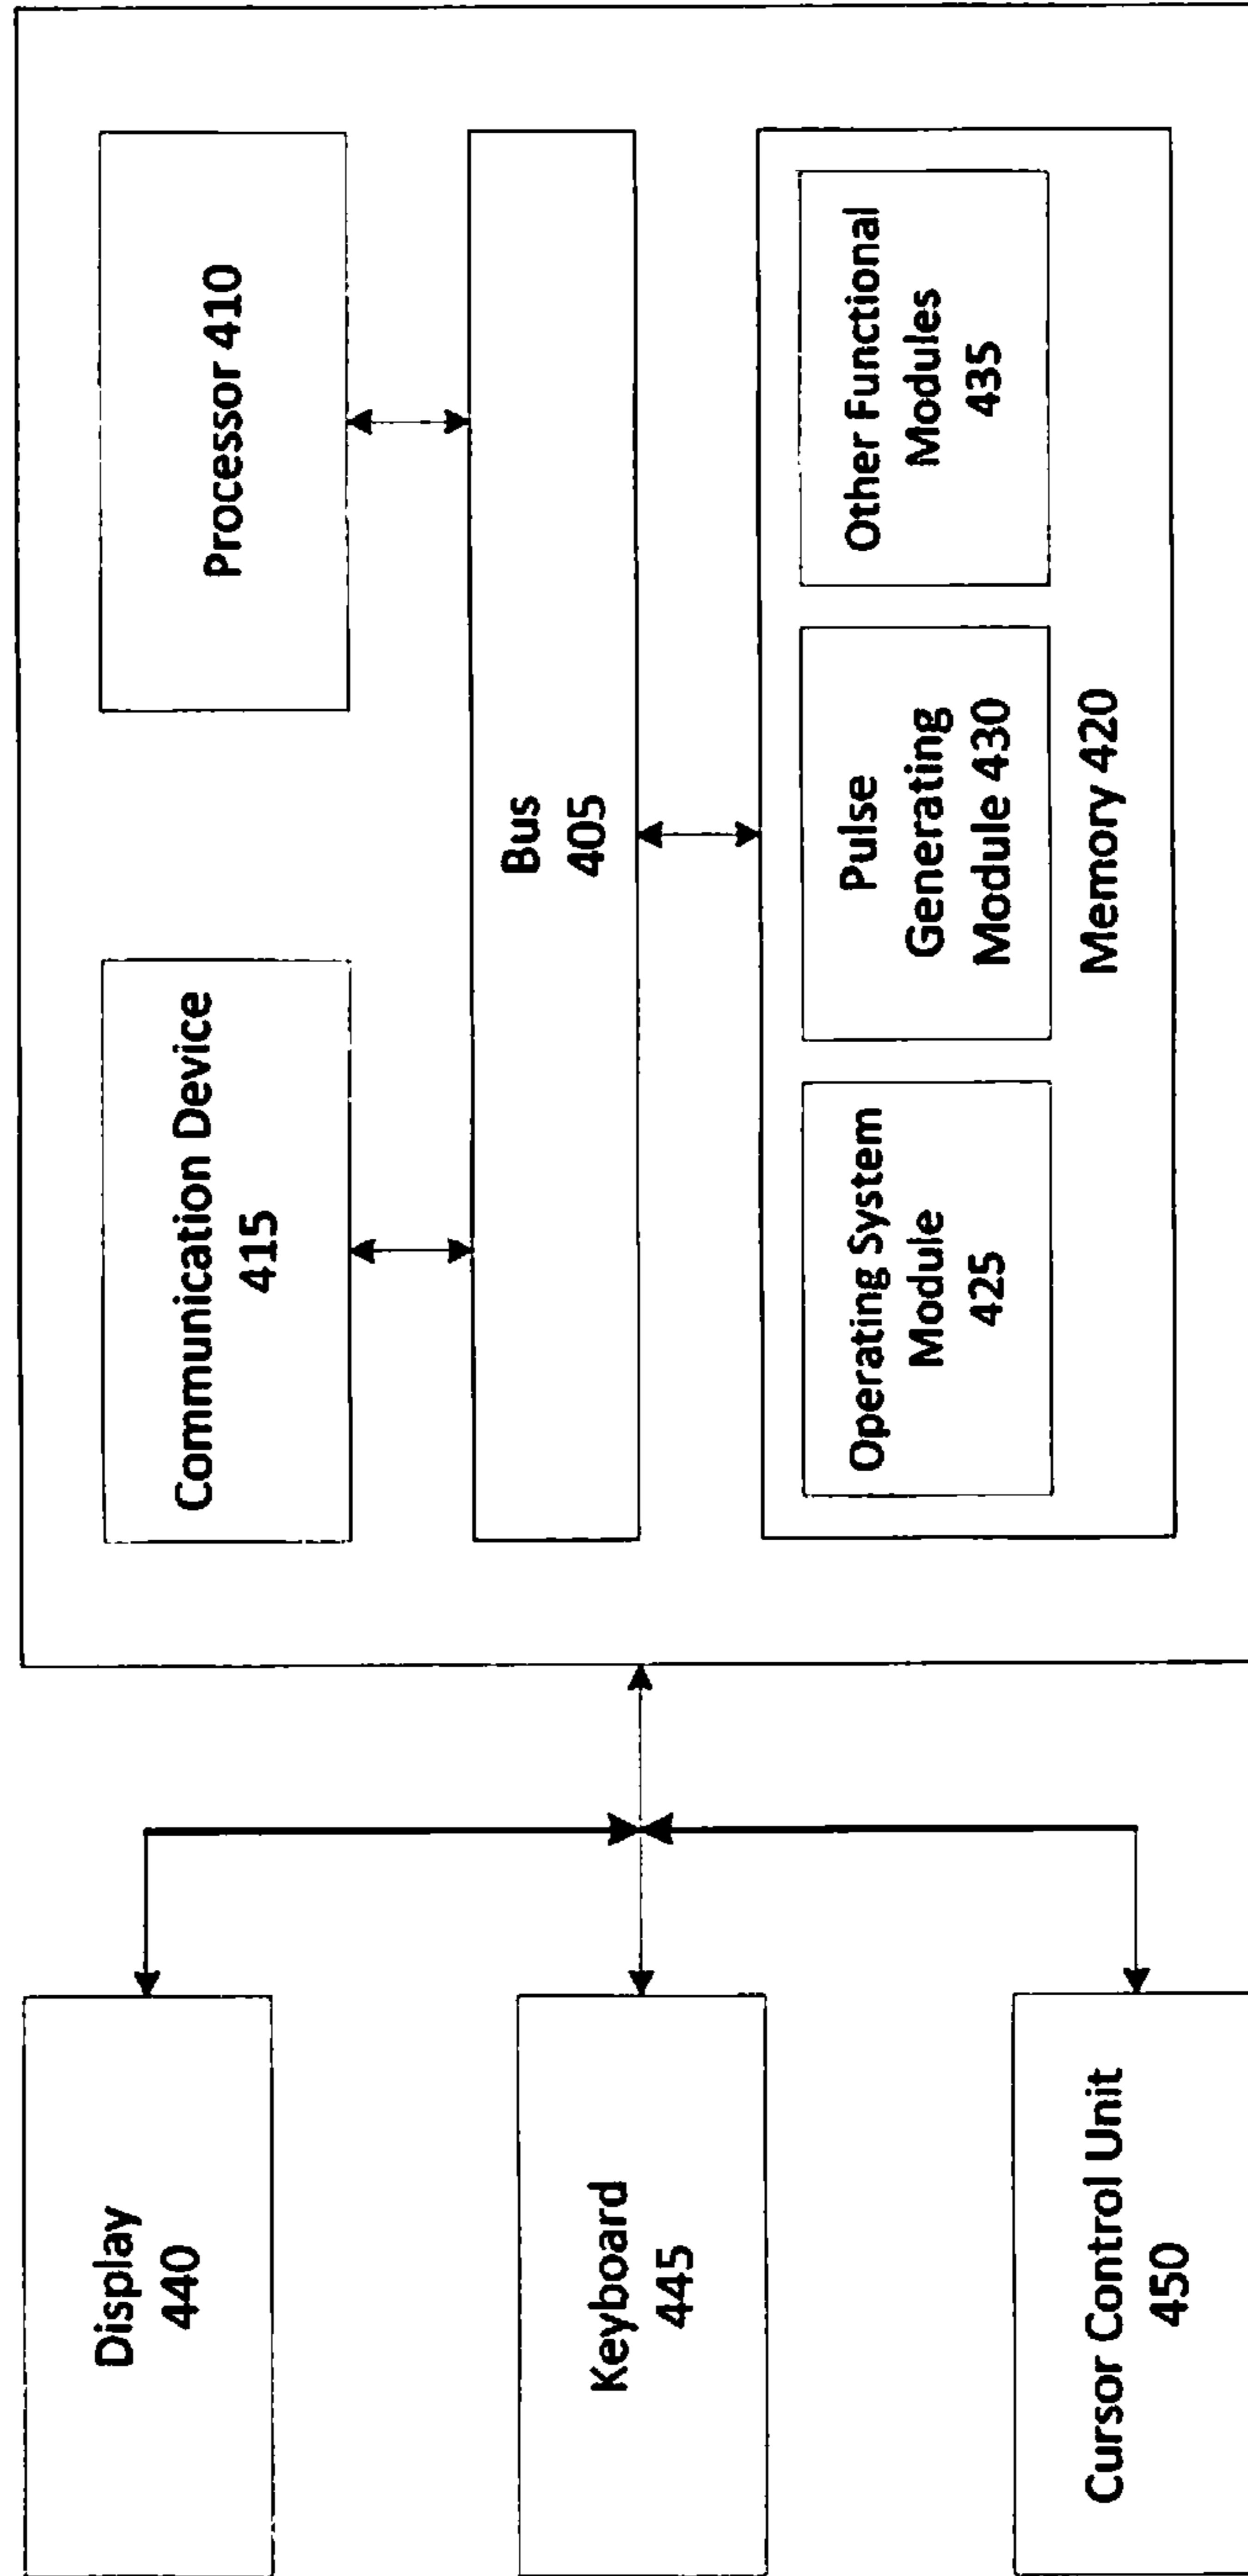 Display
440
Keyboard
445
Cursor Control Unit
450
Communication Device
415
Processor 410
Bus
405
Operating System
Module
425
Pulse
Generating
Module 430
Other Functional
Modules
435
Memory 420